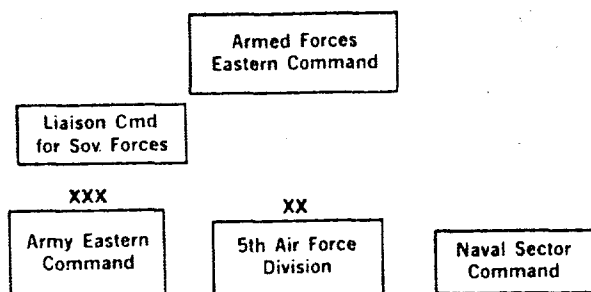 Armed Forces
Eastern Command
Liaison Cmd
for Sov. Forces
XXX
Army Eastern
Command
XX
5th Air Force
Division
Naval Sector
Command